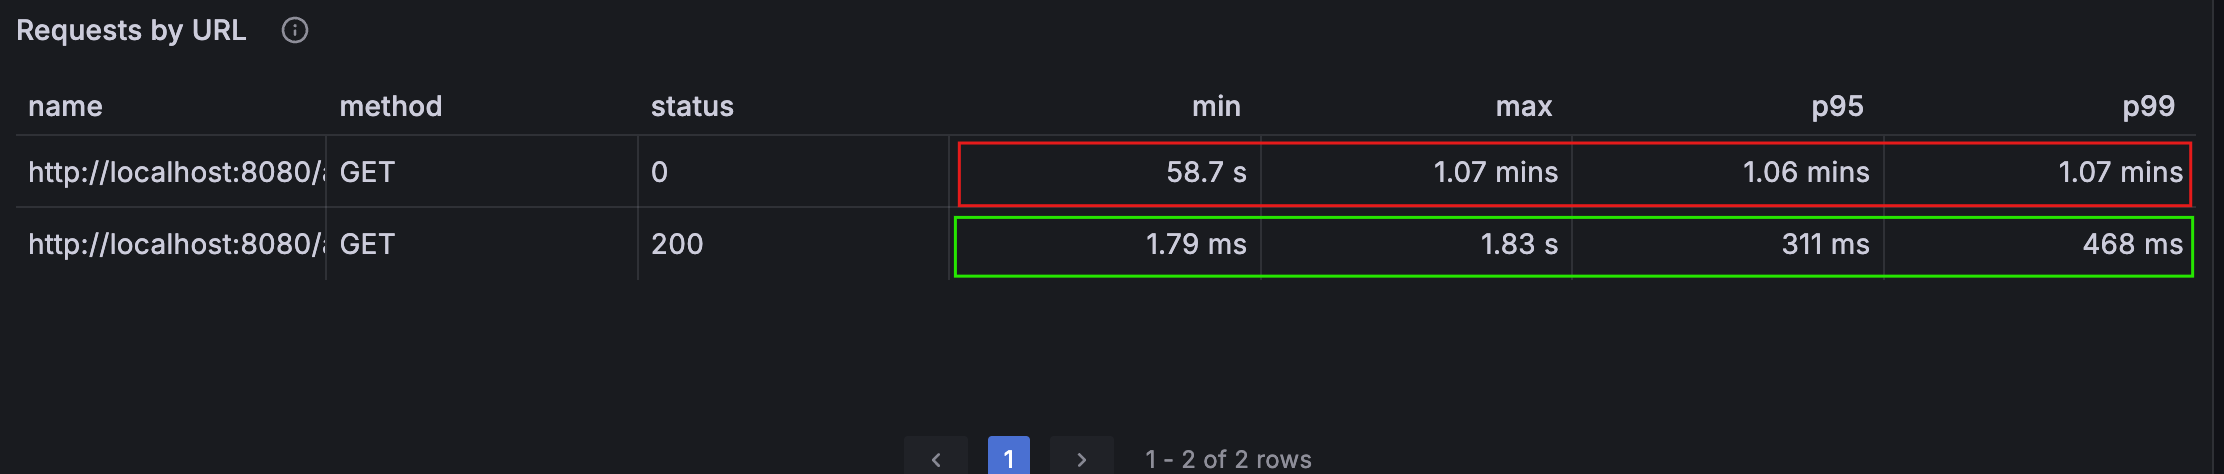 Requests by URL
name method status min max p95 p99
http://localhost:8080/a GET 0 58.7 s 1.07 mins 1.06 mins 1.07 mins
http://localhost:8080/a GET 200 1.79 ms 1.83 s 311 ms 468 ms
1 1 - 2 of 2 rows